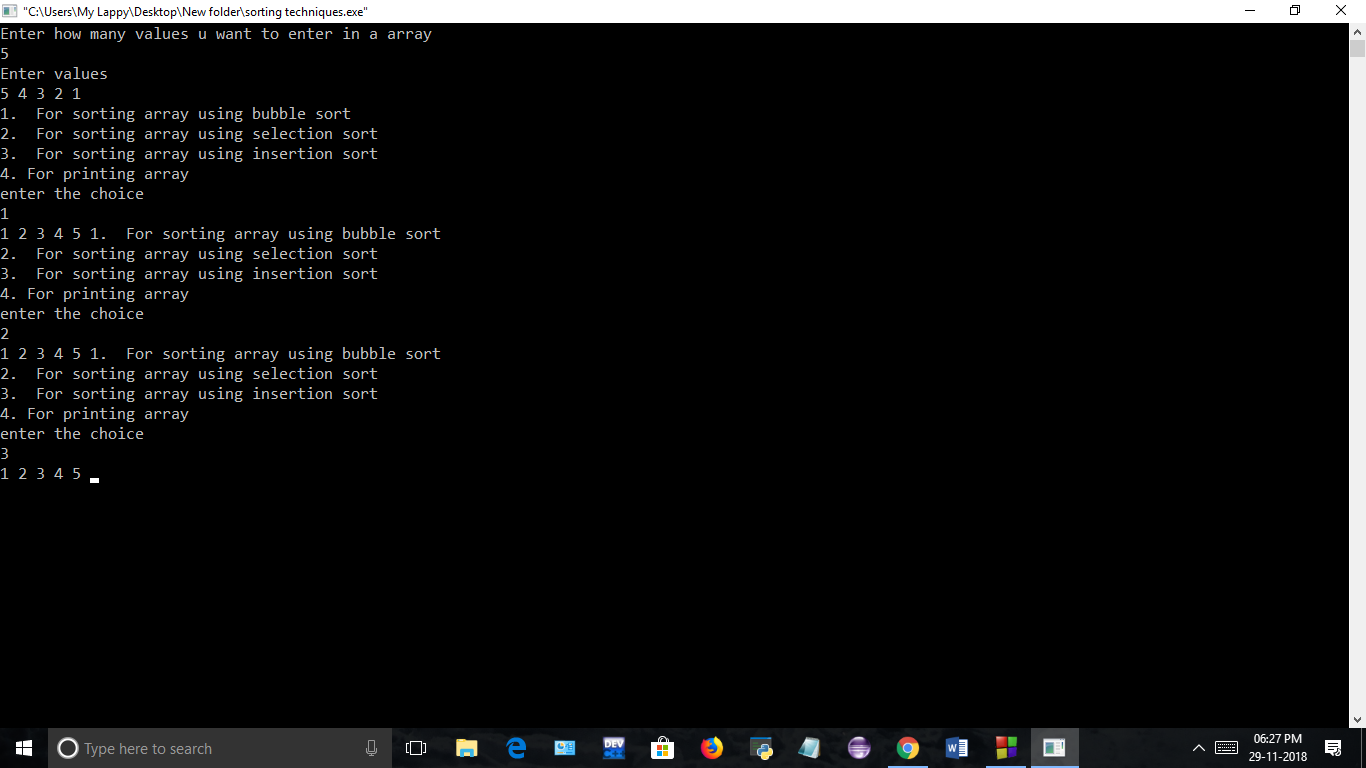 "C:\Users\My Lappy\Desktop\New folder\sorting techniques.exe"
Enter how many values u want to enter in a array
5
Enter values
5 4 3 2 1
1.  For sorting array using bubble sort
2.  For sorting array using selection sort
3.  For sorting array using insertion sort
4. For printing array
enter the choice
1
1 2 3 4 5 1.  For sorting array using bubble sort
2.  For sorting array using selection sort
3.  For sorting array using insertion sort
4. For printing array
enter the choice
2
1 2 3 4 5 1.  For sorting array using bubble sort
2.  For sorting array using selection sort
3.  For sorting array using insertion sort
4. For printing array
enter the choice
3
1 2 3 4 5
Type here to search
DEV
06:27 PM
29-11-2018